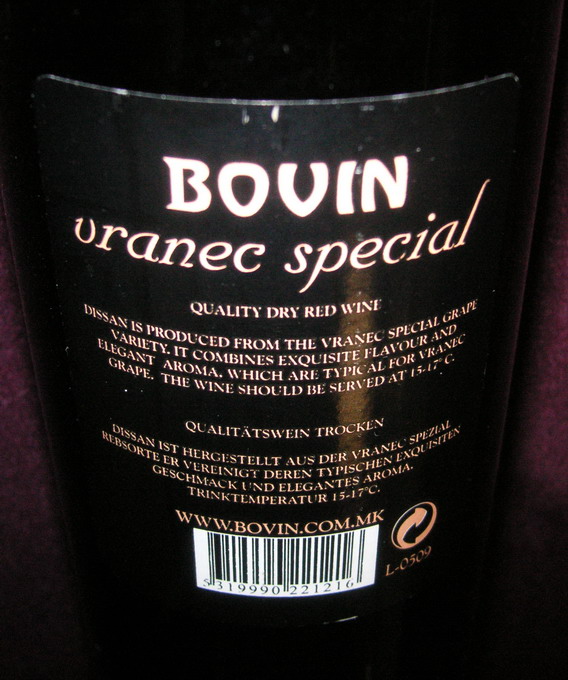 BOVIN
vranec special
QUALITY DRY RED WINE
DISSAN IS PRODUCED FROM THE VRANEC SPECIAL GRAPE
VARIETY. IT COMBINES EXQUISITE FLAVOUR AND
ELEGANT AROMA. WHICH ARE TYPICAL FOR VRANEC
GRAPE. THE WINE SHOULD BE SERVED AT 15-17°C.
QUALITÄTSWEIN TROCKEN
DISSAN IST HERGESTELLT AUS DER VRANEC SPEZIAL
REBSORTE ER VEREINIGT DEREN TYPISCHEN EXQUISITEN
GESCHMACK UND ELEGANTES AROMA.
TRINKTEMPERATUR 15-17°C.
WWW.BOVIN.COM.MK
L-0509
5319990221216